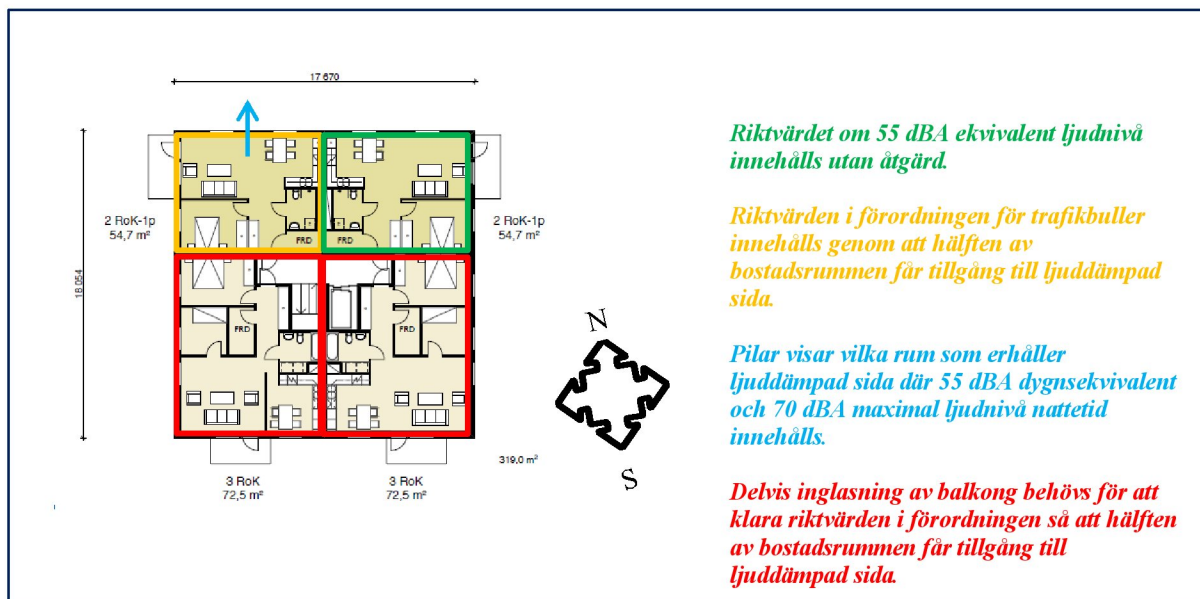 17 670
18 054
2 RoK-1p
54,7 m²
2 RoK-1p
54,7 m²
FRD
FRD
FRD
FRD
3 RoK
72,5 m²
3 RoK
72,5 m²
319.0 m²
N
S
Riktvärdet om 55 dBA ekvivalent ljudnivå
innehålls utan åtgärd.
Riktvärden i förordningen för trafikbuller
innehålls genom att hälften av
bostadsrummen får tillgång till ljuddämpad
sida.
Pilar visar vilka rum som erhåller
ljuddämpad sida där 55 dBA dygnsekvivalent
och 70 dBA maximal ljudnivå nattetid
innehålls.
Delvis inglasning av balkong behövs för att
klara riktvärden i förordningen så att hälften
av bostadsrummen får tillgång till
ljuddämpad sida.